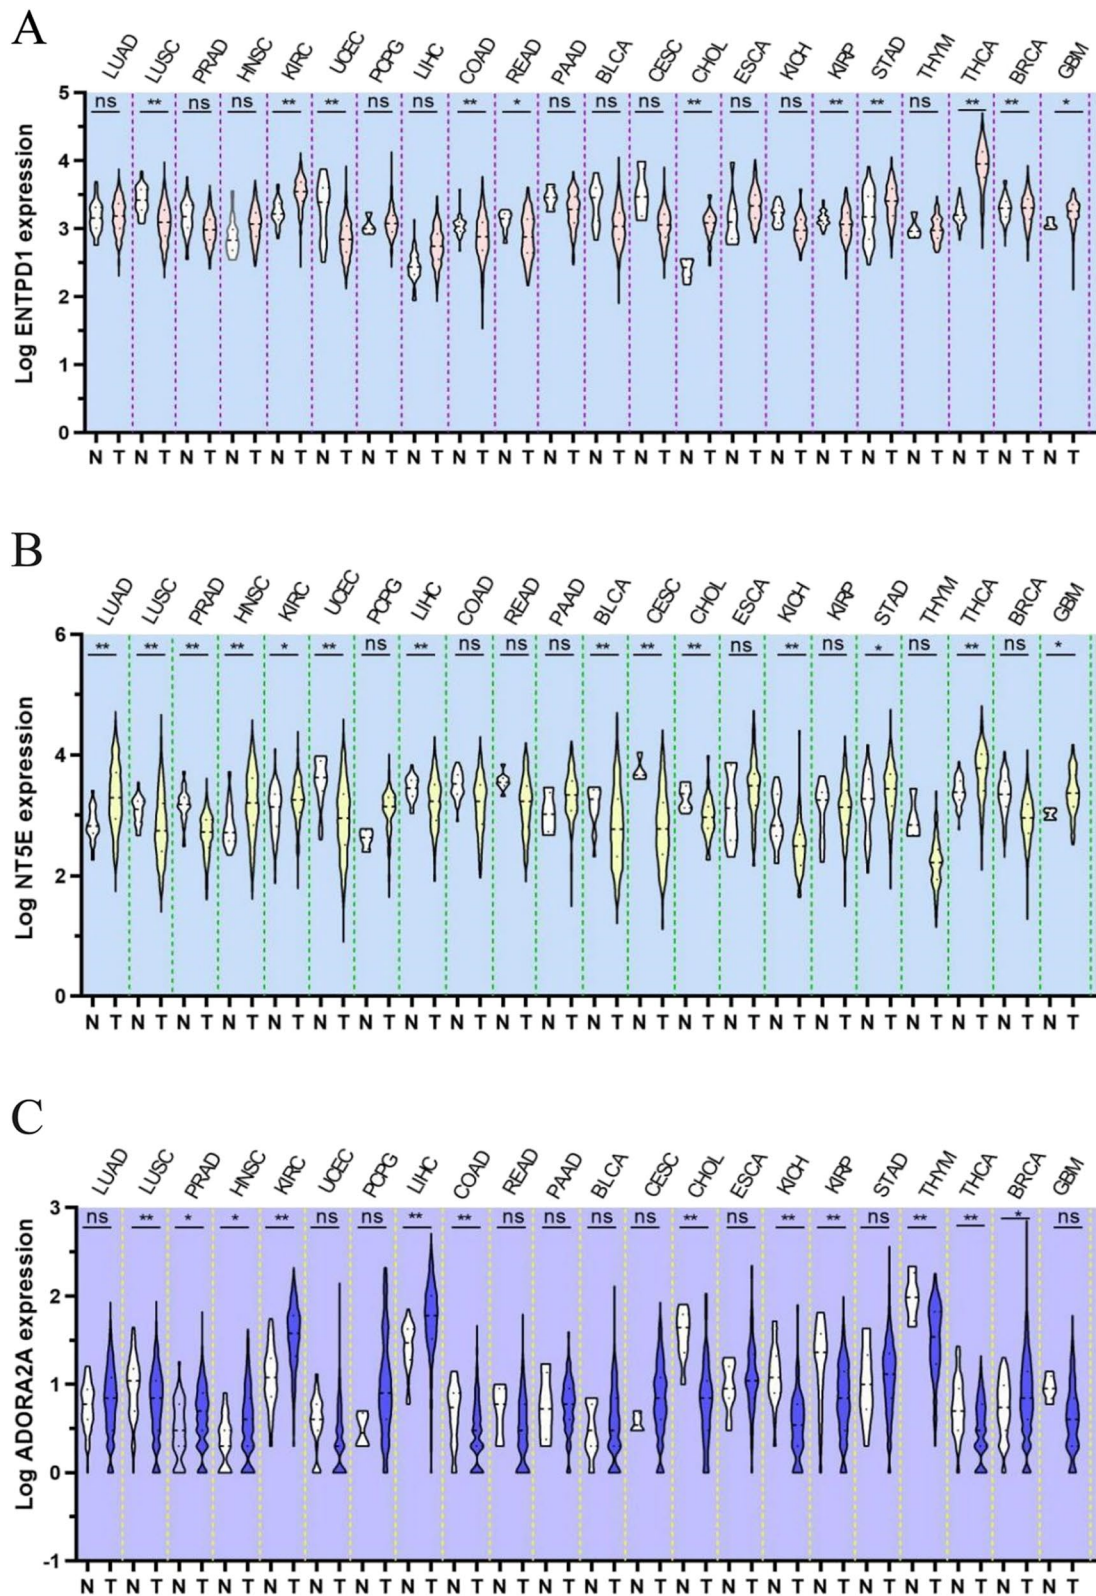 A
LUAD LUSC PRAD HNSC KIRC UCEC PCPG LIHC COAD READ PAAD BLCA CESC CHOL ESCA KICH KIRP STAD THYM THCA BRCA GBM
5
ns ** ns ns ** ** ns ns ** * ns ns ns ** ns ns ** ** ns ** ** *
4
3
2
1
0
Log ENTPD1 expression
N T N T N T N T N T N T N T N T N T N T N T N T N T N T N T N T N T N T N T N T N T N T
B
LUAD LUSC PRAD HNSC KIRC UCEC PCPG LIHC COAD READ PAAD BLCA CESC CHOL ESCA KICH KIRP STAD THYM THCA BRCA GBM
6
** ** ** ** * ** ns ** ns ns ns ** ** ** ns ** ns * ns ** ns *
4
2
0
Log NT5E expression
N T N T N T N T N T N T N T N T N T N T N T N T N T N T N T N T N T N T N T N T N T N T
C
LUAD LUSC PRAD HNSC KIRC UCEC PCPG LIHC COAD READ PAAD BLCA CESC CHOL ESCA KICH KIRP STAD THYM THCA BRCA GBM
3
ns ** * * ** ns ns ** ** ns ns ns ns ** ns ** ** ns ** ** * ns
2
1
0
-1
Log ADORA2A expression
N T N T N T N T N T N T N T N T N T N T N T N T N T N T N T N T N T N T N T N T N T N T